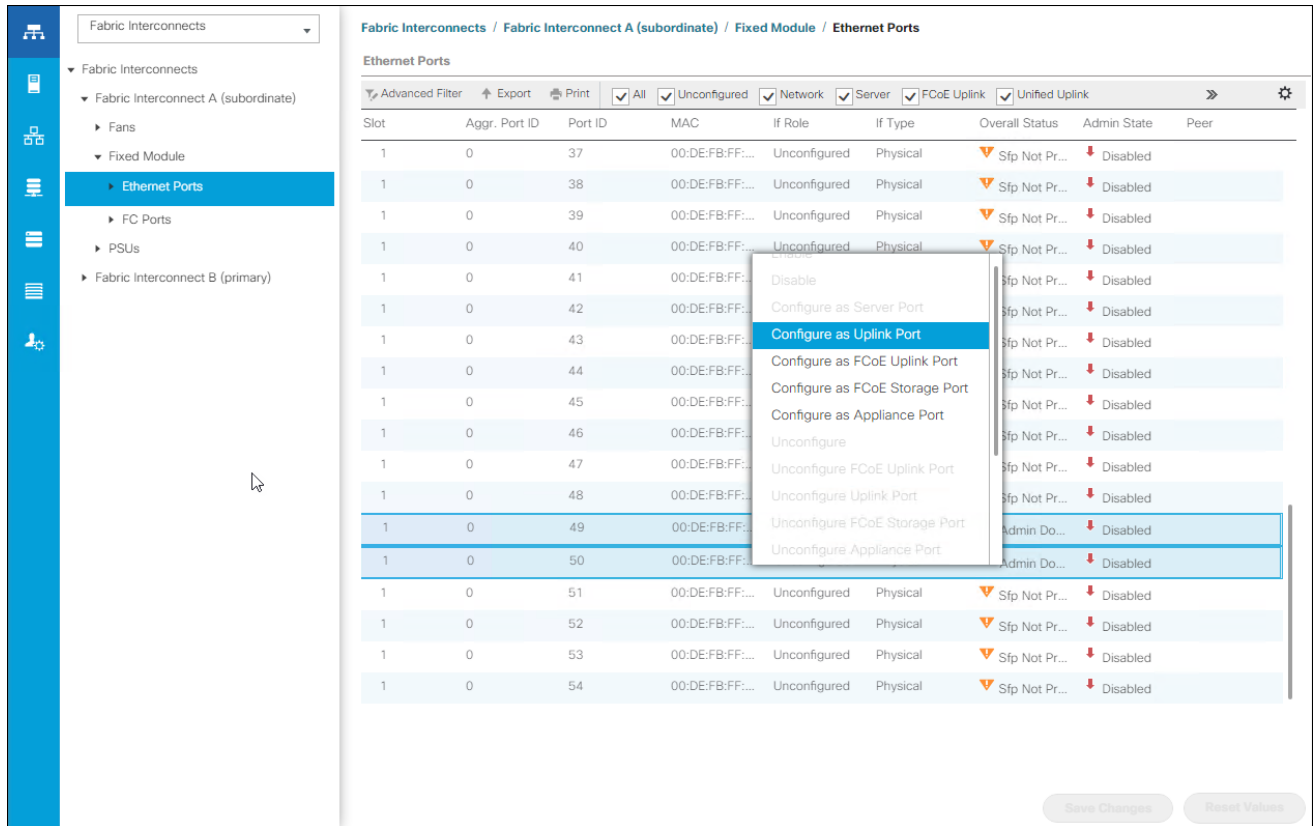 Fabric Interconnects
Fabric Interconnects
Fabric Interconnect A (subordinate)
Fans
Fixed Module
Ethernet Ports
FC Ports
PSUs
Fabric Interconnect B (primary)
Fabric Interconnects / Fabric Interconnect A (subordinate) / Fixed Module / Ethernet Ports
Ethernet Ports
Advanced Filter Export Print All Unconfigured Network Server FCoE Uplink Unified Uplink
Slot Aggr. Port ID Port ID MAC If Role If Type Overall Status Admin State Peer
1 0 37 00:DE:FB:FF:... Unconfigured Physical Sfp Not Pr... Disabled
1 0 38 00:DE:FB:FF:... Unconfigured Physical Sfp Not Pr... Disabled
1 0 39 00:DE:FB:FF:... Unconfigured Physical Sfp Not Pr... Disabled
1 0 40 00:DE:FB:FF:... Unconfigured Physical Sfp Not Pr... Disabled
1 0 41 00:DE:FB:FF:... Sfp Not Pr... Disabled
1 0 42 00:DE:FB:FF:... Sfp Not Pr... Disabled
1 0 43 00:DE:FB:FF:... Sfp Not Pr... Disabled
1 0 44 00:DE:FB:FF:... Sfp Not Pr... Disabled
1 0 45 00:DE:FB:FF:... Sfp Not Pr... Disabled
1 0 46 00:DE:FB:FF:... Sfp Not Pr... Disabled
1 0 47 00:DE:FB:FF:... Sfp Not Pr... Disabled
1 0 48 00:DE:FB:FF:... Sfp Not Pr... Disabled
1 0 49 00:DE:FB:FF:... Admin Do... Disabled
1 0 50 00:DE:FB:FF:... Admin Do... Disabled
1 0 51 00:DE:FB:FF:... Unconfigured Physical Sfp Not Pr... Disabled
1 0 52 00:DE:FB:FF:... Unconfigured Physical Sfp Not Pr... Disabled
1 0 53 00:DE:FB:FF:... Unconfigured Physical Sfp Not Pr... Disabled
1 0 54 00:DE:FB:FF:... Unconfigured Physical Sfp Not Pr... Disabled
Enable
Disable
Configure as Server Port
Configure as Uplink Port
Configure as FCoE Uplink Port
Configure as FCoE Storage Port
Configure as Appliance Port
Unconfigure
Unconfigure FCoE Uplink Port
Unconfigure Uplink Port
Unconfigure FCoE Storage Port
Unconfigure Appliance Port
Save Changes
Reset Values